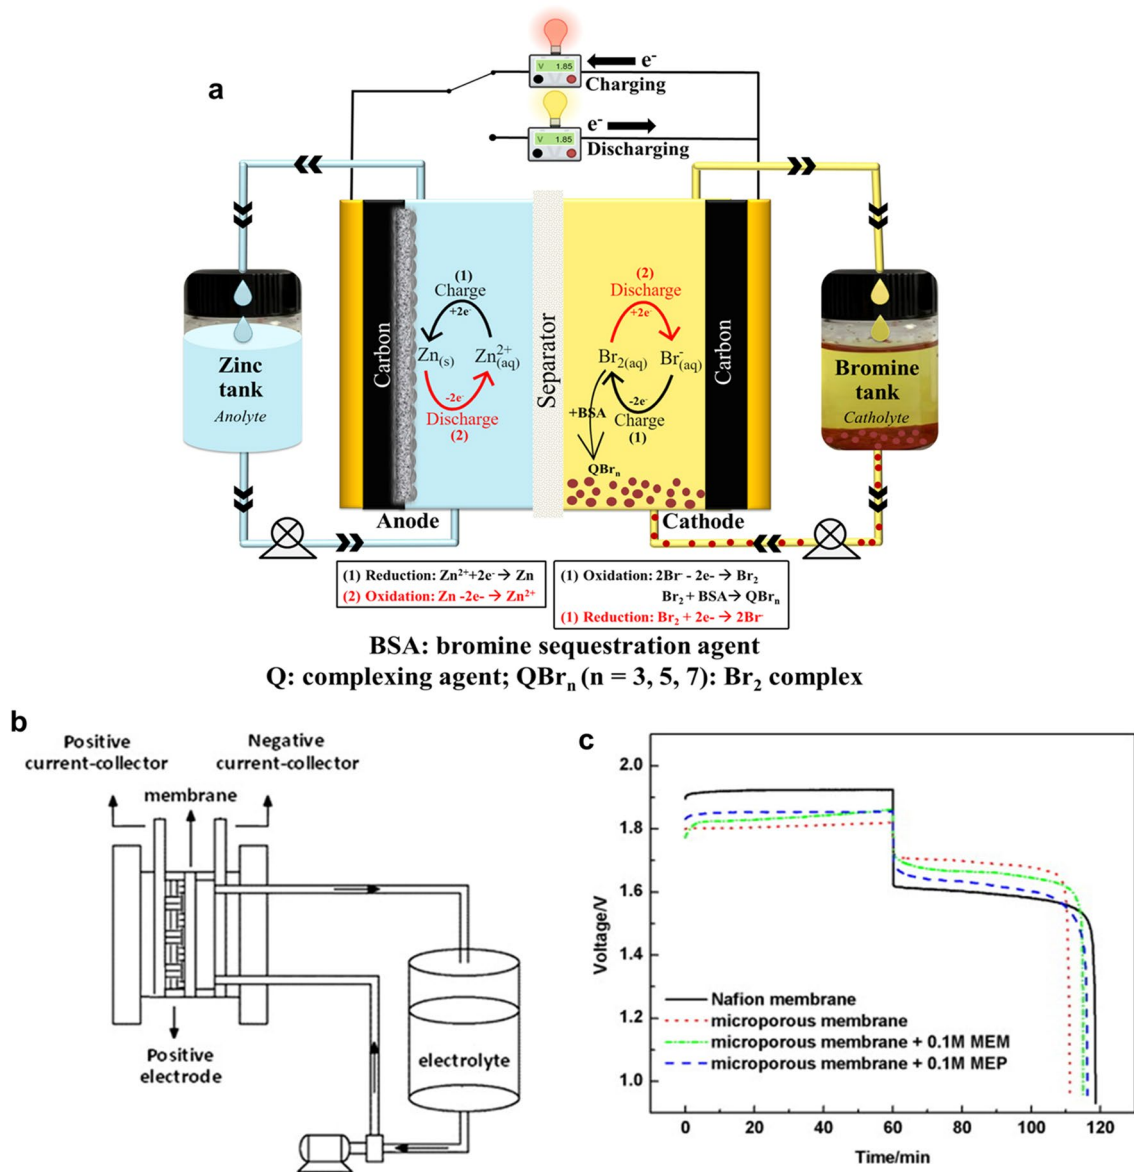 a
V 1.85
e⁻
Charging
e⁻
V 1.85
Discharging
Zinc
tank
Anolyte
Carbon
(1)
Charge
+2e⁻
Zn(s)
Zn²⁺(aq)
-2e⁻
Discharge
(2)
Separator
(2)
Discharge
+2e⁻
Br₂(aq)
Br⁻(aq)
-2e⁻
Charge
(1)
+BSA
QBrₙ
Carbon
Bromine
tank
Catholyte
Anode
Cathode
(1) Reduction: Zn²⁺+2e⁻→ Zn
(2) Oxidation: Zn -2e-→ Zn²⁺
(1) Oxidation: 2Br⁻ - 2e-→ Br₂
Br₂ + BSA→ QBrₙ
(1) Reduction: Br₂ + 2e-→ 2Br⁻
BSA: bromine sequestration agent
Q: complexing agent; QBrₙ (n = 3, 5, 7): Br₂ complex
b
Positive
current-collector
Negative
current-collector
membrane
Positive
electrode
electrolyte
c
2.0
1.8
1.6
1.4
1.2
1.0
Voltage/V
Nafion membrane
microporous membrane
microporous membrane + 0.1M MEM
microporous membrane + 0.1M MEP
0 20 40 60 80 100 120
Time/min